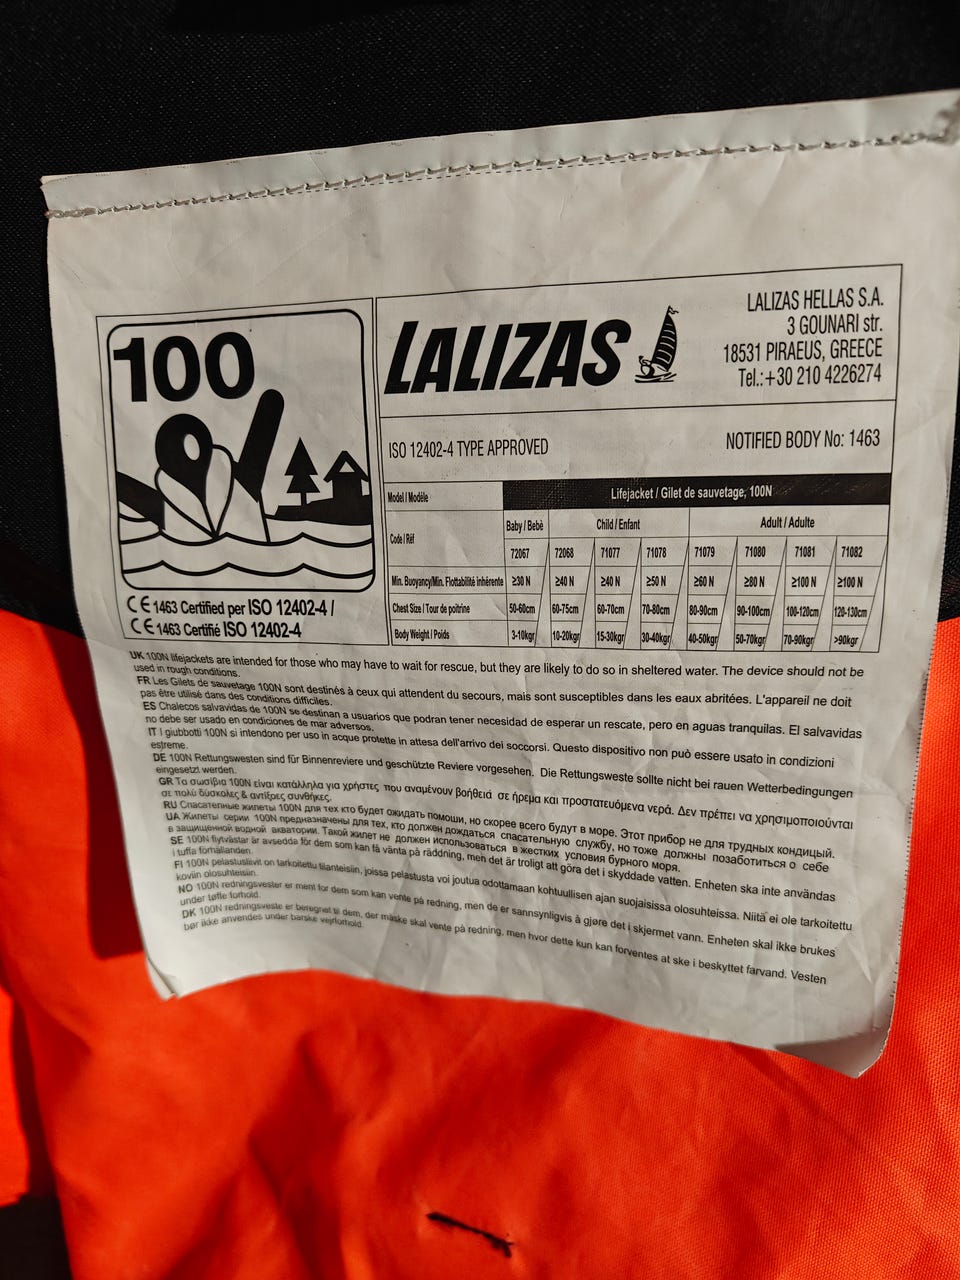 100
LALIZAS
LALIZAS HELLAS S.A.
3 GOUNARI str.
18531 PIRAEUS, GREECE
Tel.:+30 210 4226274
ISO 12402-4 TYPE APPROVED NOTIFIED BODY No: 1463
Model / Modéle Lifejacket / Gilet de sauvetage, 100N
Code / Réf Baby / Bebè Child / Enfant Adult / Adulte
72067 72068 71077 71078 71079 71080 71081 71082
Min. Buoyancy/Min. Flottabilité inhérente ≥30 N ≥40 N ≥40 N ≥50 N ≥60 N ≥80 N ≥100 N ≥100 N
Chest Size / Tour de poitrine 50-60cm 60-75cm 60-70cm 70-80cm 80-90cm 90-100cm 100-120cm 120-130cm
Body Weight / Poids 3-10kgr 10-20kgr 15-30kgr 30-40kgr 40-50kgr 50-70kgr 70-90kgr >90kgr
CE 1463 Certified per ISO 12402-4 /
CE 1463 Certifié ISO 12402-4
UK 100N lifejackets are intended for those who may have to wait for rescue, but they are likely to do so in sheltered water. The device should not be
used in rough conditions.
FR Les Gilets de sauvetage 100N sont destinés à ceux qui attendent du secours, mais sont susceptibles dans les eaux abritées. L'appareil ne doit
pas être utilisé dans des conditions difficiles.
ES Chalecos salvavidas de 100N se destinan a usuarios que podran tener necesidad de esperar un rescate, pero en aguas tranquilas. El salvavidas
no debe ser usado en condiciones de mar adversos.
IT I giubbotti 100N si intendono per uso in acque protette in attesa dell'arrivo dei soccorsi. Questo dispositivo non può essere usato in condizioni
estreme.
DE 100N Rettungswesten sind für Binnenreviere und geschützte Reviere vorgesehen. Die Rettungsweste sollte nicht bei rauen Wetterbedingungen
eingesetzt werden.
GR Τα σωσίβια 100N είναι κατάλληλα για χρήστες που αναμένουν βοήθειά σε ήρεμα και προστατευόμενα νερά. Δεν πρέπει να χρησιμοποιούνται
σε πολύ δύσκολες & αντίξοες συνθήκες.
RU Спасательные жилеты 100N для тех кто будет ожидать помощи, но скорее всего будут в море. Этот прибор не для трудных кондицый.
UA Жилеты серии 100N предназначены для тех, кто должен дождаться спасательную службу, но тоже должны позаботиться о себе
в защищенной водной акватории. Такой жилет не должен использоваться в жестких условия бурного моря.
SE 100N flytvästar är avsedda för dem som kan få vänta på räddning, men det är troligt att göra det i skyddade vatten. Enheten ska inte användas
i tuffa förhållanden.
FI 100N pelastusliivit on tarkoitettu tilanteisiin, joissa pelastusta voi joutua odottamaan kohtuullisen ajan suojaisissa olosuhteissa. Niitä ei ole tarkoitettu
koviin olosuhteisiin.
NO 100N redningsvester er ment for dem som kan vente på redning, men de er sannsynligvis å gjøre det i skjermet vann. Enheten skal ikke brukes
under tøffe forhold.
DK 100N redningsveste er beregnet til dem, der måske skal vente på redning, men hvor dette kun kan forventes at ske i beskyttet farvand. Vesten
bør ikke anvendes under barske vejrforhold.